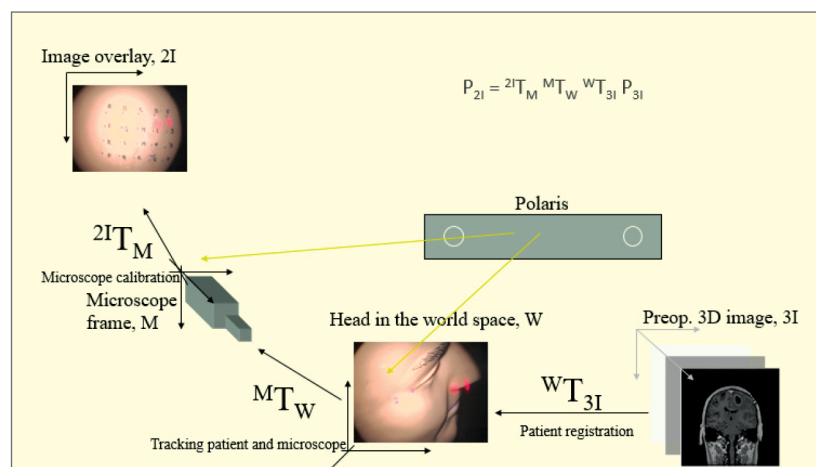 Image overlay, 2I
P2I = 2ITM MTW WT3I P3I
Polaris
2ITM
Microscope calibration
Microscope
frame, M
Head in the world space, W
Preop. 3D image, 3I
MTW
WT3I
Tracking patient and microscope
Patient registration